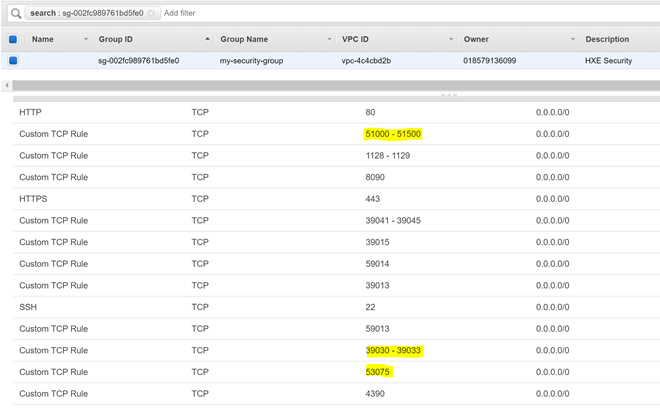 search : sg-002fc989761bd5fe0 Add filter
Name Group ID Group Name VPC ID Owner Description
sg-002fc989761bd5fe0 my-security-group vpc-4c4cbd2b 018579136099 HXE Security
HTTP TCP 80 0.0.0.0/0
Custom TCP Rule TCP 51000 - 51500 0.0.0.0/0
Custom TCP Rule TCP 1128 - 1129 0.0.0.0/0
Custom TCP Rule TCP 8090 0.0.0.0/0
HTTPS TCP 443 0.0.0.0/0
Custom TCP Rule TCP 39041 - 39045 0.0.0.0/0
Custom TCP Rule TCP 39015 0.0.0.0/0
Custom TCP Rule TCP 59014 0.0.0.0/0
Custom TCP Rule TCP 39013 0.0.0.0/0
SSH TCP 22 0.0.0.0/0
Custom TCP Rule TCP 59013 0.0.0.0/0
Custom TCP Rule TCP 39030 - 39033 0.0.0.0/0
Custom TCP Rule TCP 53075 0.0.0.0/0
Custom TCP Rule TCP 4390 0.0.0.0/0